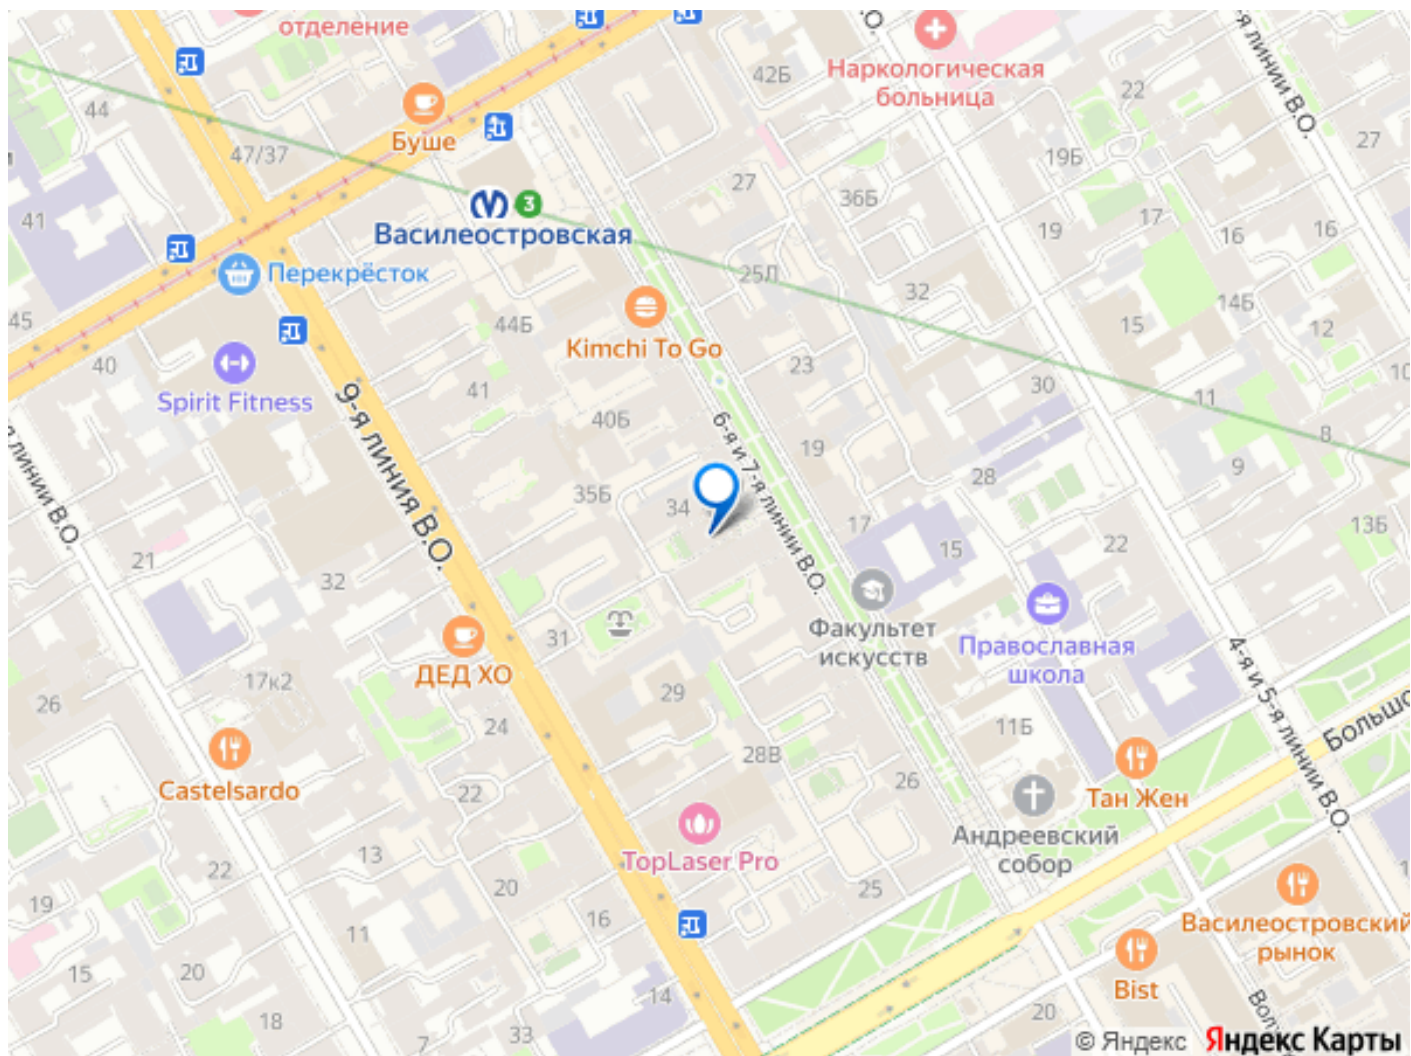 отделение
Наркологическая
больница
42Б
22
44
Буше
47/37
19Б
27
27
36Б
41
Василеостровская
3
17
19
16
16
Перекрёсток
25Л
32
14Б
45
44Б
15
12
Kimchi To Go
40
23
Spirit Fitness
41
30
11
10
9-я линия В.О.
40Б
6-я и 7-я линии В.О.
19
8
9
28
35Б
34
17
13Б
линии В.О.
21
15
22
32
31
Факультет
искусств
Православная
школа
4-я и 5-я линии В.О.
я линии В.О.
В.О.
ДЕД ХО
17к2
29
26
24
11Б
28В
26
Castelsardo
22
Тан Жен
Андреевский
собор
TopLaser Pro
13
22
20
25
19
16
11
Василеостровский
рынок
15
20
Bist
14
18
7
33
20
© Яндекс
Яндекс Карты